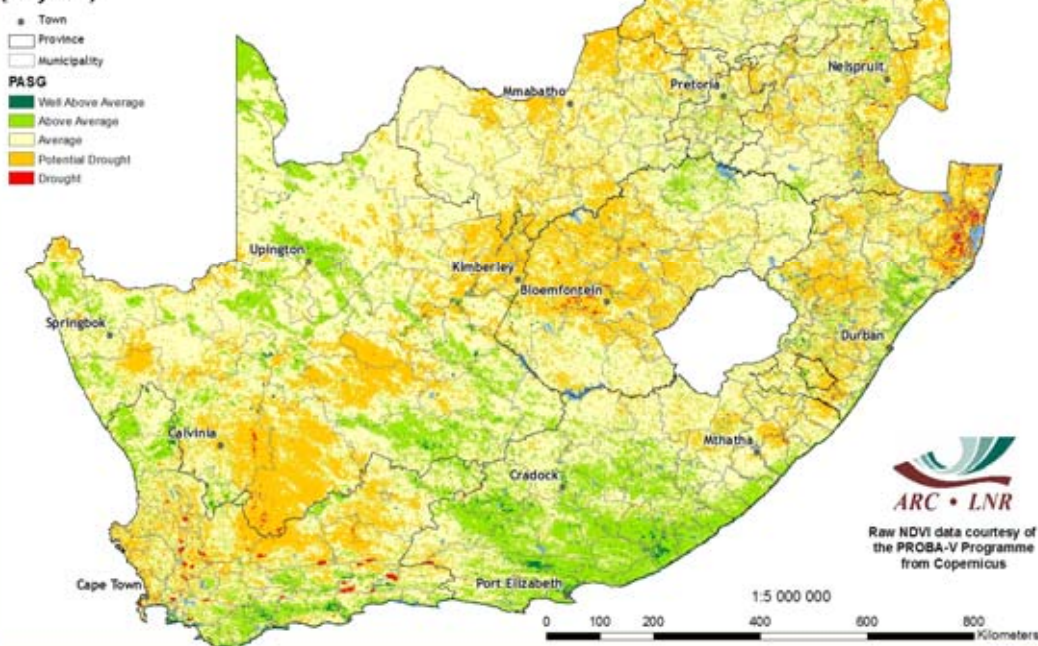 Town
Province
Municipality
PASG
Well Above Average
Above Average
Average
Potential Drought
Drought
Nelspruit
Pretoria
Mmabatho
Upington
Kimberley
Bloemfontein
Springbok
Durban
Calvinia
Mthatha
Cradock
ARC • LNR
Raw NDVI data courtesy of
the PROBA-V Programme
from Copernicus
Cape Town
Port Elizabeth
1:5 000 000
0 100 200 400 600 800
Kilometers